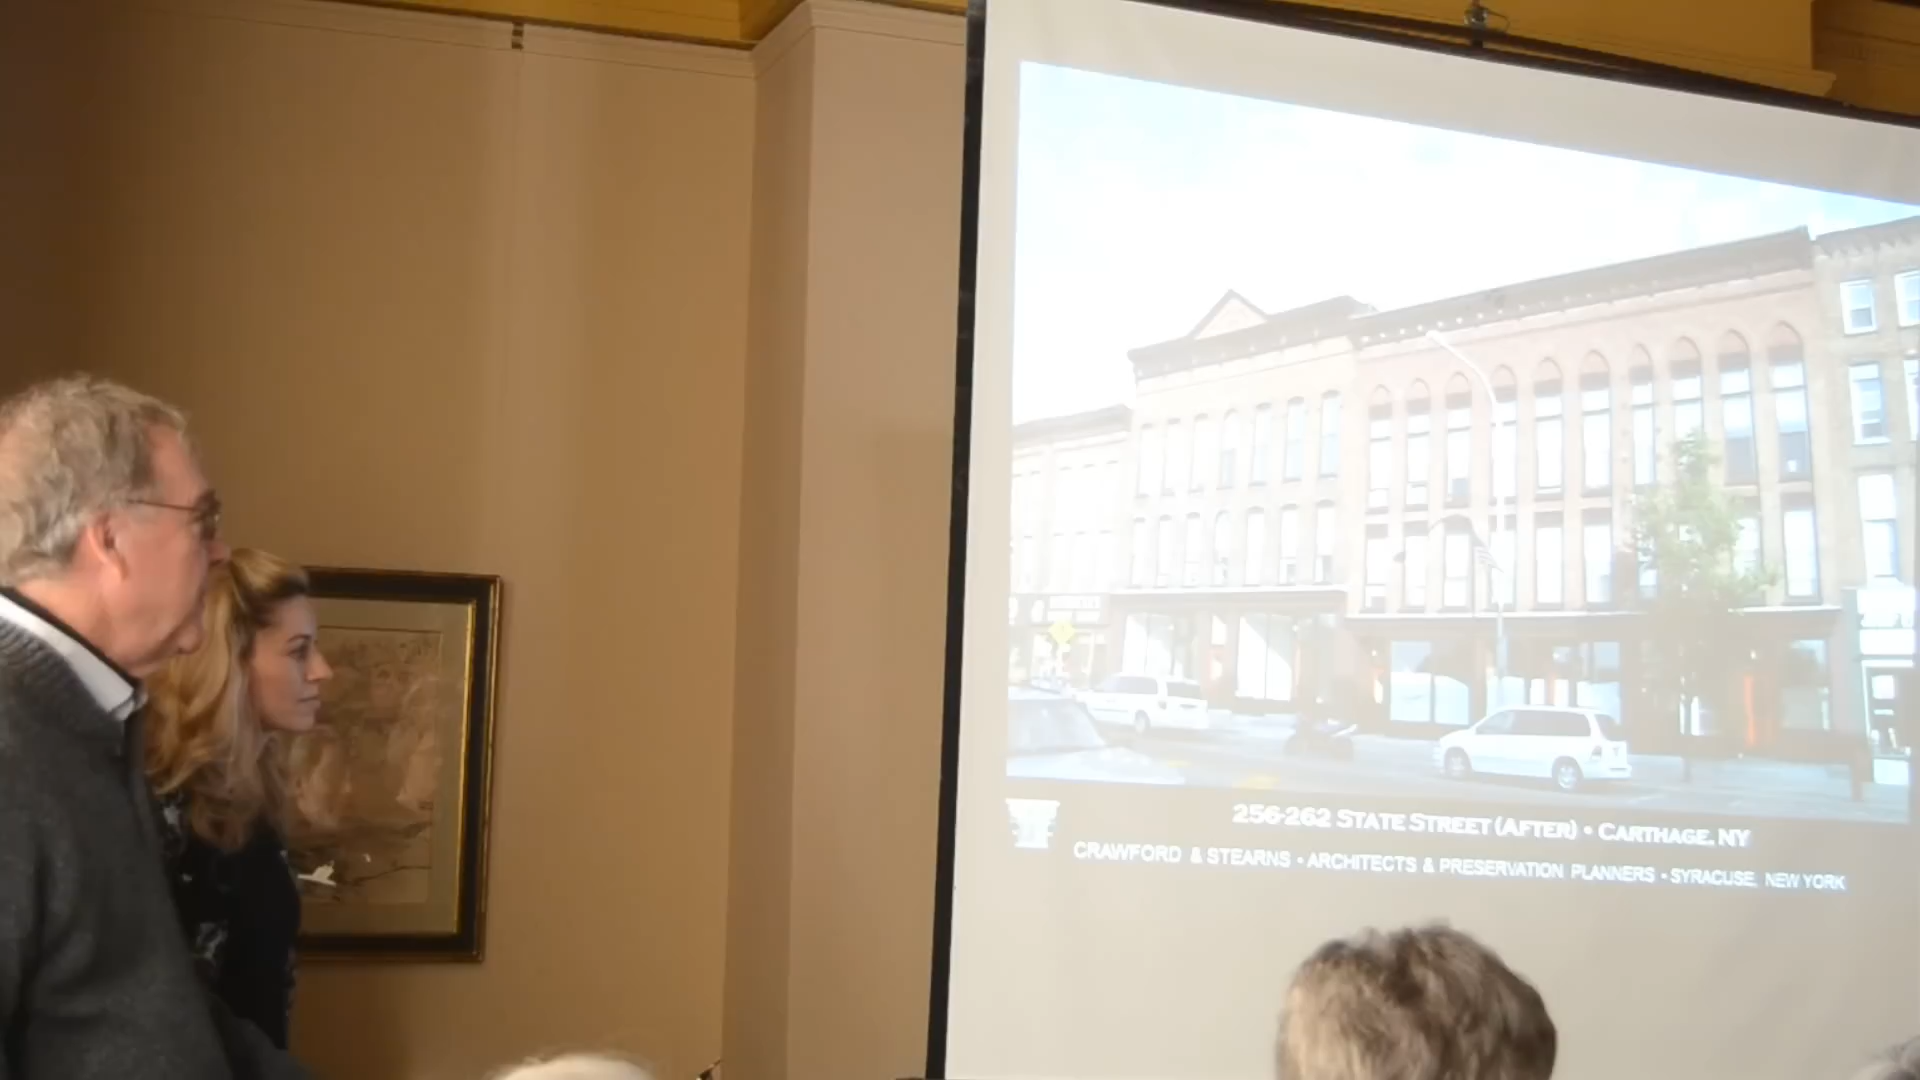 256-262 STATE STREET (AFTER) • CARTHAGE, NY
CRAWFORD & STEARNS • ARCHITECTS & PRESERVATION PLANNERS • SYRACUSE, NEW YORK